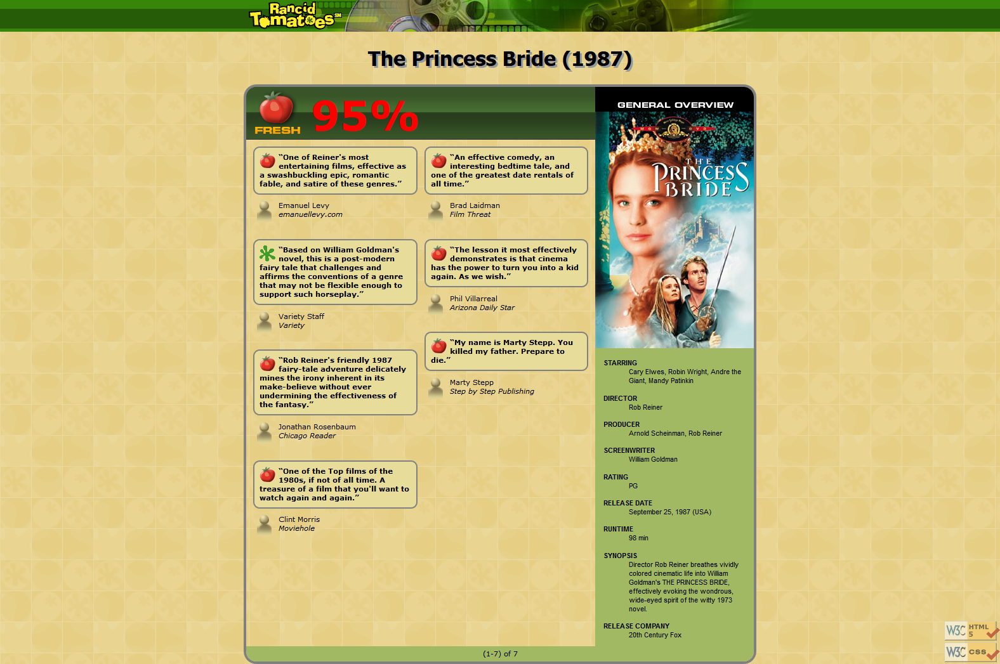 Rancid
TomatoesSM
The Princess Bride (1987)
FRESH
95%
“One of Reiner's most
entertaining films, effective as
a swashbuckling epic, romantic
fable, and satire of these genres.”
Emanuel Levy
emanuellevy.com
“Based on William Goldman's
novel, this is a post-modern
fairy tale that challenges and
affirms the conventions of a genre
that may not be flexible enough to
support such horseplay.”
Variety Staff
Variety
“Rob Reiner's friendly 1987
fairy-tale adventure delicately
mines the irony inherent in its
make-believe without ever
undermining the effectiveness of
the fantasy.”
Jonathan Rosenbaum
Chicago Reader
“One of the Top films of the
1980s, if not of all time. A
treasure of a film that you'll want to
watch again and again.”
Clint Morris
Moviehole
“An effective comedy, an
interesting bedtime tale, and
one of the greatest date rentals of
all time.”
Brad Laidman
Film Threat
“The lesson it most effectively
demonstrates is that cinema
has the power to turn you into a kid
again. As we wish.”
Phil Villarreal
Arizona Daily Star
“My name is Marty Stepp. You
killed my father. Prepare to
die.”
Marty Stepp
Step by Step Publishing
GENERAL OVERVIEW
MGM DVD
THE
PRINCESS
BRIDE
STARRING
Cary Elwes, Robin Wright, Andre the
Giant, Mandy Patinkin
DIRECTOR
Rob Reiner
PRODUCER
Arnold Scheinman, Rob Reiner
SCREENWRITER
William Goldman
RATING
PG
RELEASE DATE
September 25, 1987 (USA)
RUNTIME
98 min
SYNOPSIS
Director Rob Reiner breathes vividly
colored cinematic life into William
Goldman's THE PRINCESS BRIDE,
effectively evoking the wondrous,
wide-eyed spirit of the witty 1973
novel.
RELEASE COMPANY
20th Century Fox
(1-7) of 7
W3C HTML
5
W3C CSS